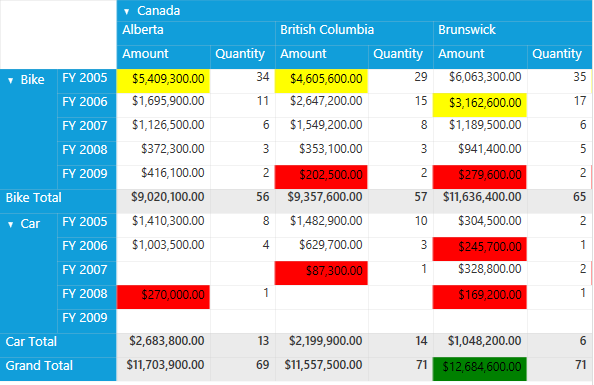 ▾ Canada
Alberta British Columbia Brunswick
Amount Quantity Amount Quantity Amount Quantity
▾ Bike FY 2005 $5,409,300.00 34 $4,605,600.00 29 $6,063,300.00 35
FY 2006 $1,695,900.00 11 $2,647,200.00 15 $3,162,600.00 17
FY 2007 $1,126,500.00 6 $1,549,200.00 8 $1,189,500.00 6
FY 2008 $372,300.00 3 $353,100.00 3 $941,400.00 5
FY 2009 $416,100.00 2 $202,500.00 2 $279,600.00 2
Bike Total $9,020,100.00 56 $9,357,600.00 57 $11,636,400.00 65
▾ Car FY 2005 $1,410,300.00 8 $1,482,900.00 10 $304,500.00 2
FY 2006 $1,003,500.00 4 $629,700.00 3 $245,700.00 1
FY 2007 $87,300.00 1 $328,800.00 2
FY 2008 $270,000.00 1 $169,200.00 1
FY 2009
Car Total $2,683,800.00 13 $2,199,900.00 14 $1,048,200.00 6
Grand Total $11,703,900.00 69 $11,557,500.00 71 $12,684,600.00 71